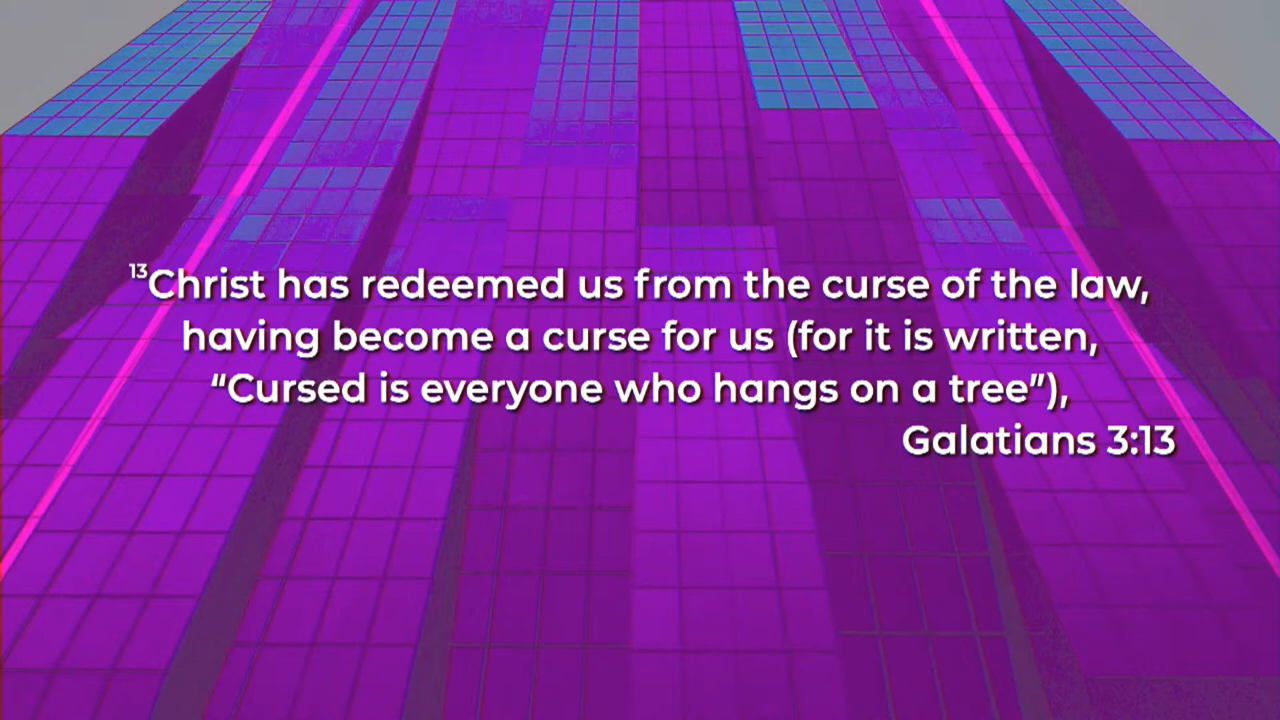 ¹³Christ has redeemed us from the curse of the law,
having become a curse for us (for it is written,
“Cursed is everyone who hangs on a tree”),
Galatians 3:13